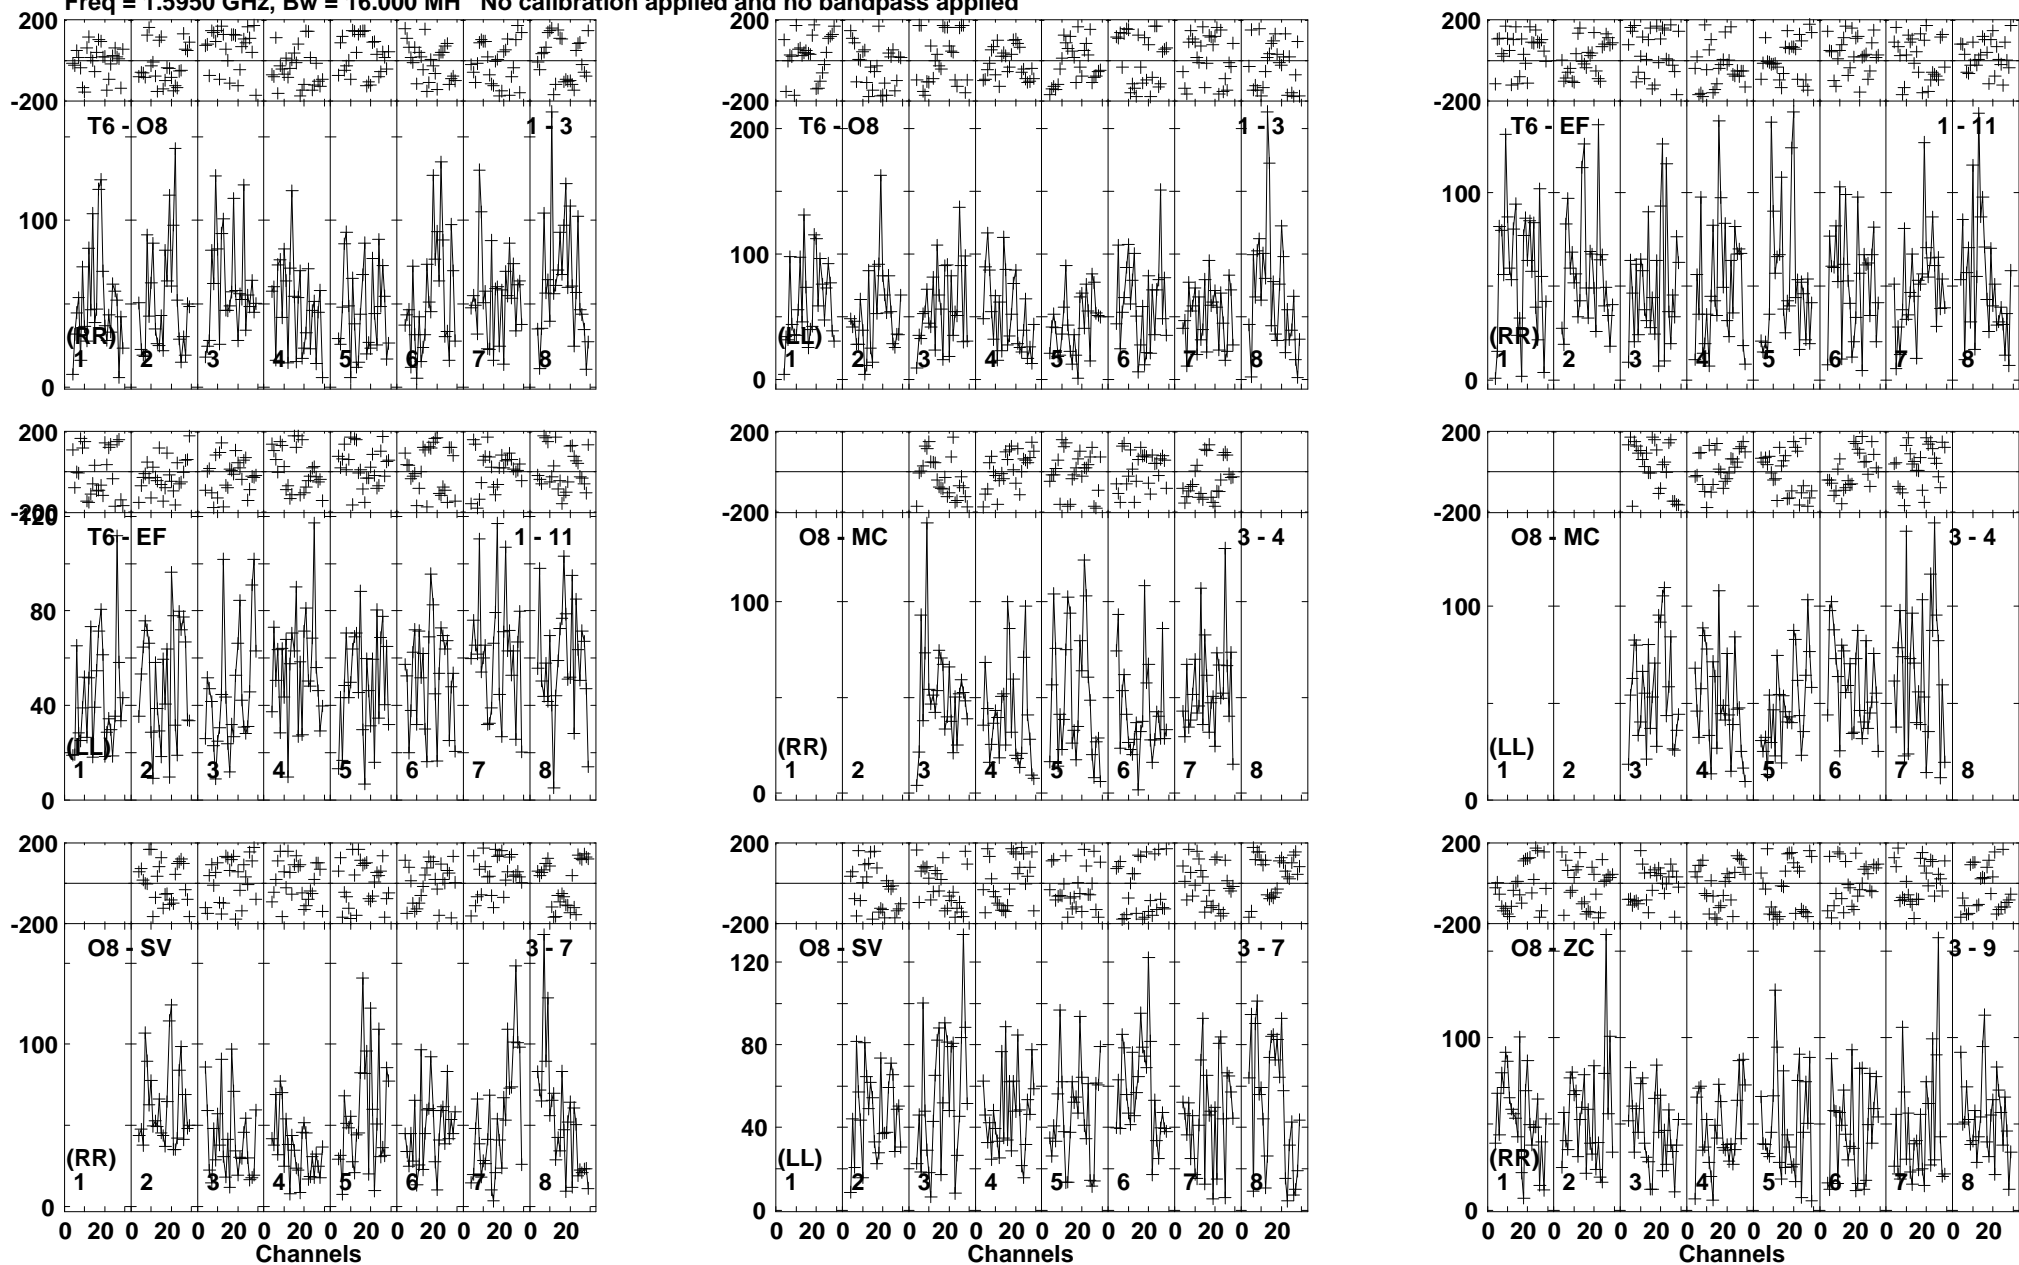 Freq = 1.5950 GHz, Bw = 16.000 MH No calibration applied and no bandpass applied
200
-200
T6 - O8 1 - 3
100
0
(RR)
1 2 3 4 5 6 7 8
200
-200
T6 - O8 1 - 3
200
100
0
(LL)
1 2 3 4 5 6 7 8
200
-200
T6 - EF 1 - 11
100
0
(RR)
1 2 3 4 5 6 7 8
200
-200
120
T6 - EF 1 - 11
80
40
0
(LL)
1 2 3 4 5 6 7 8
200
-200
O8 - MC 3 - 4
100
0
(RR)
1 2 3 4 5 6 7 8
200
-200
O8 - MC 3 - 4
100
0
(LL)
1 2 3 4 5 6 7 8
200
-200
O8 - SV 3 - 7
100
0
(RR)
1 2 3 4 5 6 7 8
0 20 0 20 0 20 0 20 0 20 0 20 0 20 0 20
Channels
200
-200
O8 - SV 3 - 7
120
80
40
0
(LL)
1 2 3 4 5 6 7 8
0 20 0 20 0 20 0 20 0 20 0 20 0 20 0 20
200
-200
O8 - ZC 3 - 9
100
0
(RR)
1 2 3 4 5 6 7 8
0 20 0 20 0 20 0 20 0 20 0 20 0 20 0 20
Channels